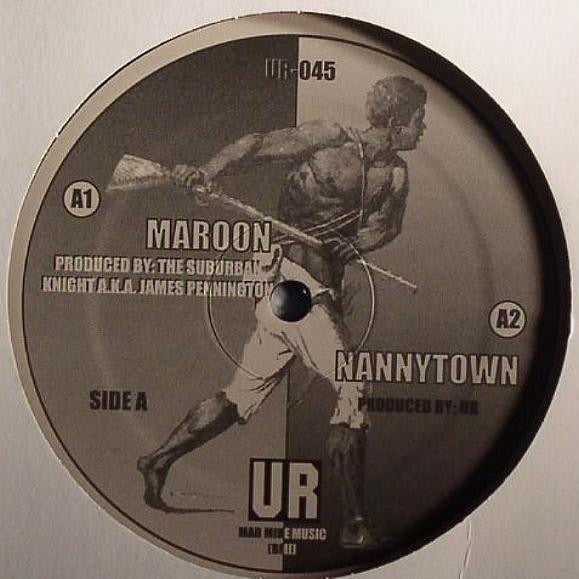 UR-045
A1
MAROON
PRODUCED BY: THE SUBURBAN
KNIGHT A.K.A. JAMES PENNINGTON
A2
NANNYTOWN
PRODUCED BY: UR
SIDE A
UR
MAD MIKE MUSIC
(BMI)